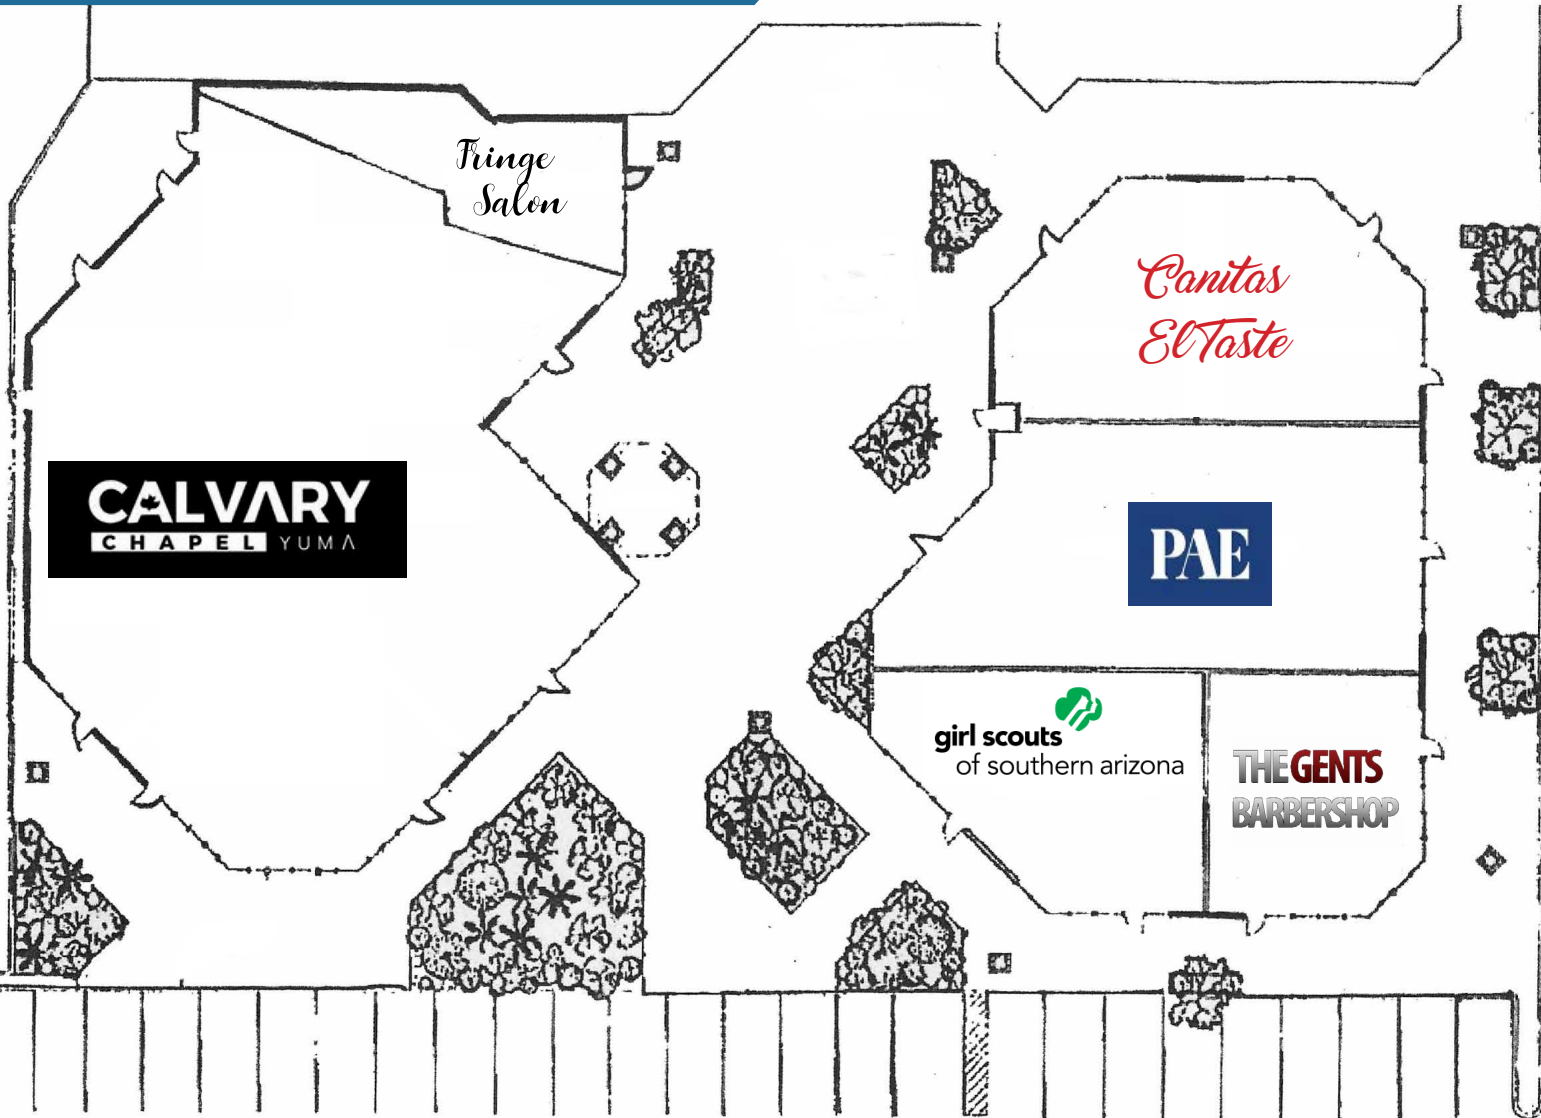 Fringe
Salon
Canitas
El Taste
CALVARY
CHAPEL YUMA
PAE
girl scouts
of southern arizona
THE GENTS
BARBERSHOP